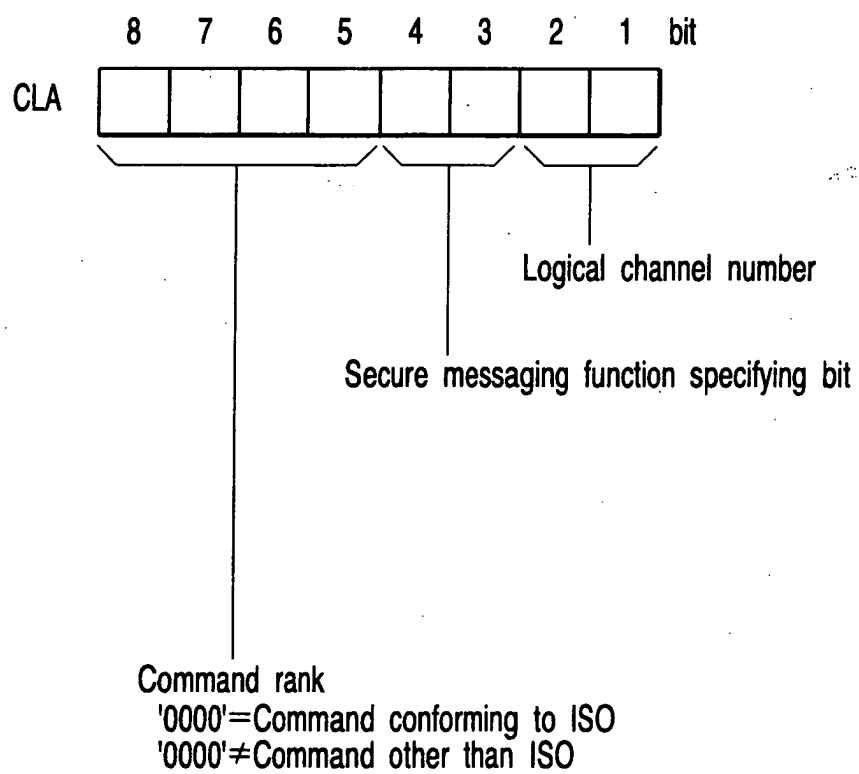 8 7 6 5 4 3 2 1 bit
CLA
Logical channel number
Secure messaging function specifying bit
Command rank
'0000'=Command conforming to ISO
'0000'≠Command other than ISO